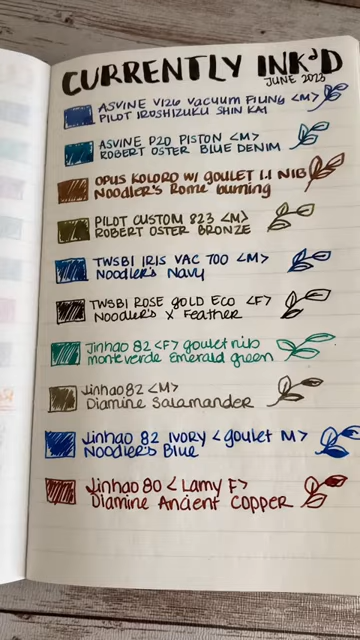 CURRENTLY INK'D
JUNE 2023
ASVINE V126 VACUUM FILLING <M>
PILOT IROSHIZUKU SHIN KAI
ASVINE P20 PISTON <M>
ROBERT OSTER BLUE DENIM
OPUS KOLORO W/ GOULET 1.1 NIB
Noodler's Rome burning
PILOT CUSTOM 823 <M>
ROBERT OSTER BRONZE
TWSBI IRIS VAC 700 <M>
Noodler's Navy
TWSBI ROSE GOLD ECO <F>
Noodler's X Feather
Jinhao 82 <F> goulet nib
monteverde Emerald green
Jinhao 82 <M>
Diamine Salamander
Jinhao 82 IVORY <goulet M>
Noodler's Blue
Jinhao 80 <Lamy F>
Diamine Ancient Copper